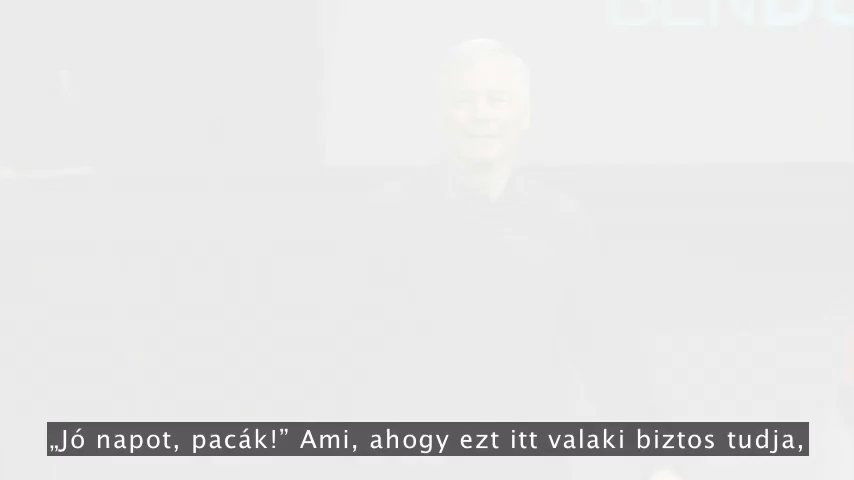 „Jó napot, pacák!” Ami, ahogy ezt itt valaki biztos tudja,